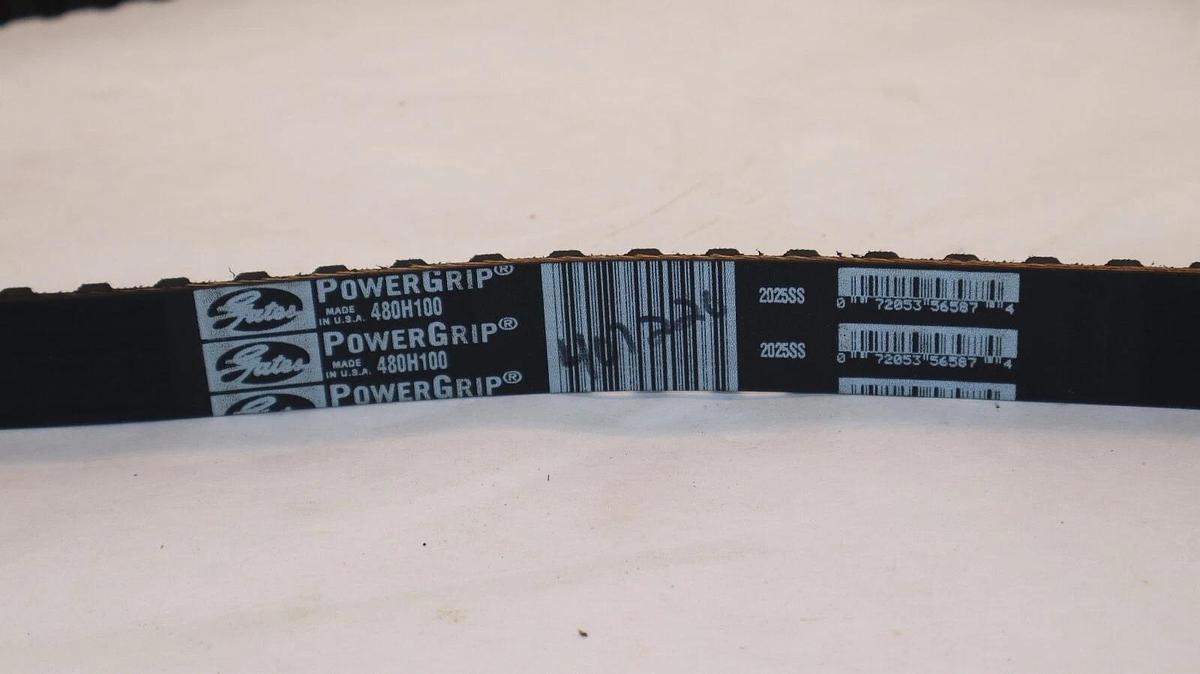 Gates POWERGRIP®
MADE IN U.S.A. 480H100
2025SS
0 72053 56587 4
Gates POWERGRIP®
MADE IN U.S.A. 480H100
2025SS
0 72053 56587 4
Gates POWERGRIP®